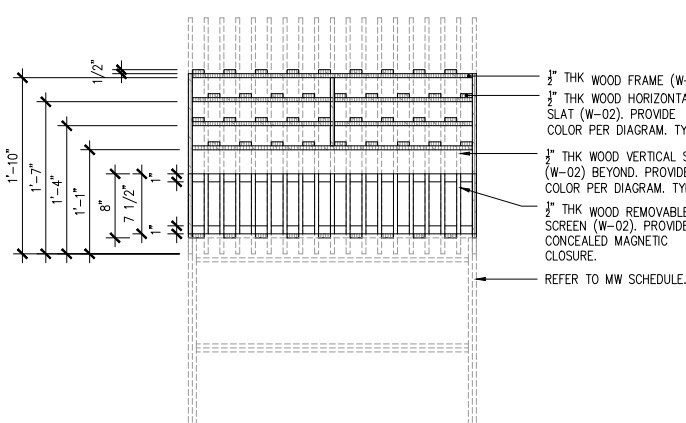 1/2"
1'-10"
1'-7"
1'-4"
1'-1"
8"
7 1/2"
1"
1"
½" THK WOOD FRAME (W-
½" THK WOOD HORIZONTA
SLAT (W-02). PROVIDE
COLOR PER DIAGRAM. TY
½" THK WOOD VERTICAL S
(W-02) BEYOND. PROVIDE
COLOR PER DIAGRAM. TY
½" THK WOOD REMOVABLE
SCREEN (W-02). PROVIDE
CONCEALED MAGNETIC
CLOSURE.
REFER TO MW SCHEDULE.